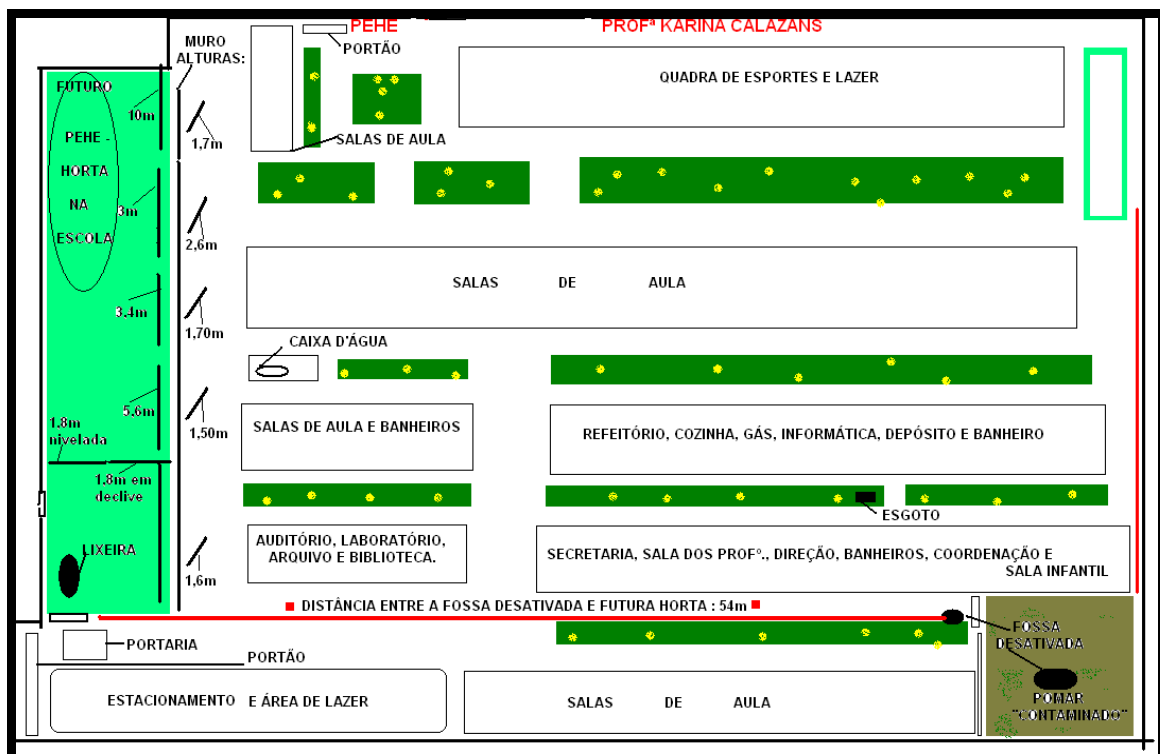 PEHE
PROFª KARINA CALAZANS
MURO
ALTURAS:
PORTÃO
QUADRA DE ESPORTES E LAZER
FUTURO
10m
PEHE -
1,7m
SALAS DE AULA
HORTA
NA
3m
ESCOLA
2,6m
SALAS DE AULA
3,4m
1,70m
CAIXA D'ÁGUA
5,6m
1,8m
nivelada
1,50m
SALAS DE AULA E BANHEIROS
REFEITÓRIO, COZINHA, GÁS, INFORMÁTICA, DEPÓSITO E BANHEIRO
1,8m em
declive
ESGOTO
LIXEIRA
1,6m
AUDITÓRIO, LABORATÓRIO,
ARQUIVO E BIBLIOTECA.
SECRETARIA, SALA DOS PROFº., DIREÇÃO, BANHEIROS, COORDENAÇÃO E
SALA INFANTIL
DISTÂNCIA ENTRE A FOSSA DESATIVADA E FUTURA HORTA : 54m
FOSSA
DESATIVADA
PORTARIA
PORTÃO
ESTACIONAMENTO E ÁREA DE LAZER
SALAS DE AULA
POMAR
"CONTAMINADO"